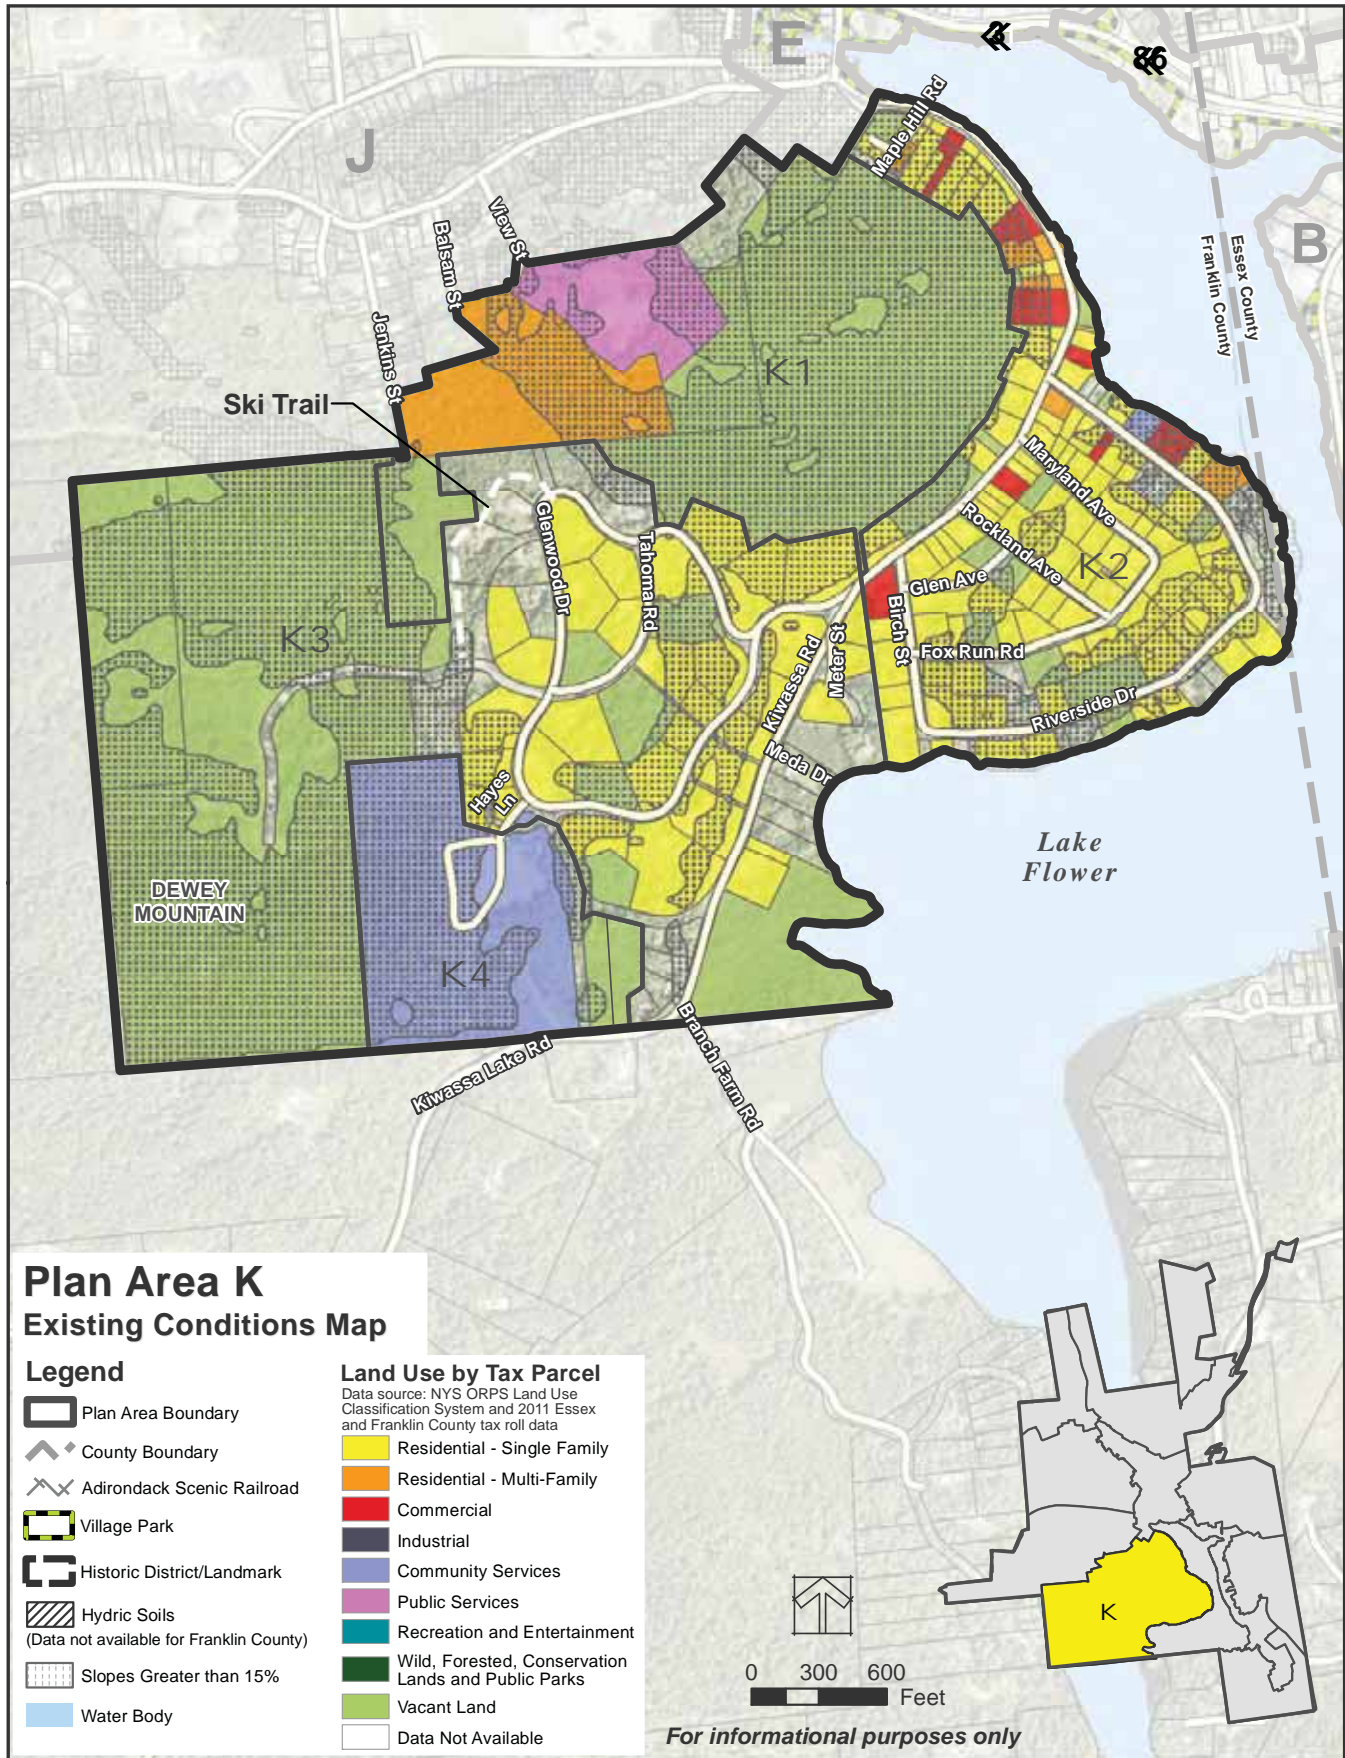 E
3
86
J
B
Maple Hill Rd
View St
Balsam St
Jenkins St
Essex County
Franklin County
K1
Ski Trail
Maryland Ave
Rockland Ave
K2
Glenwood Dr
Tahoma Rd
Glen Ave
Birch St
Fox Run Rd
K3
Kiwassa Rd
Meter St
Riverside Dr
Meda Dr
Hayes
Ln
Lake
Flower
DEWEY
MOUNTAIN
K4
Branch Farm Rd
Kiwassa Lake Rd
Plan Area K
Existing Conditions Map
Legend
Plan Area Boundary
County Boundary
Adirondack Scenic Railroad
Village Park
Historic District/Landmark
Hydric Soils
(Data not available for Franklin County)
Slopes Greater than 15%
Water Body
Land Use by Tax Parcel
Data source: NYS ORPS Land Use
Classification System and 2011 Essex
and Franklin County tax roll data
Residential - Single Family
Residential - Multi-Family
Commercial
Industrial
Community Services
Public Services
Recreation and Entertainment
Wild, Forested, Conservation
Lands and Public Parks
Vacant Land
Data Not Available
K
0 300 600
Feet
For informational purposes only